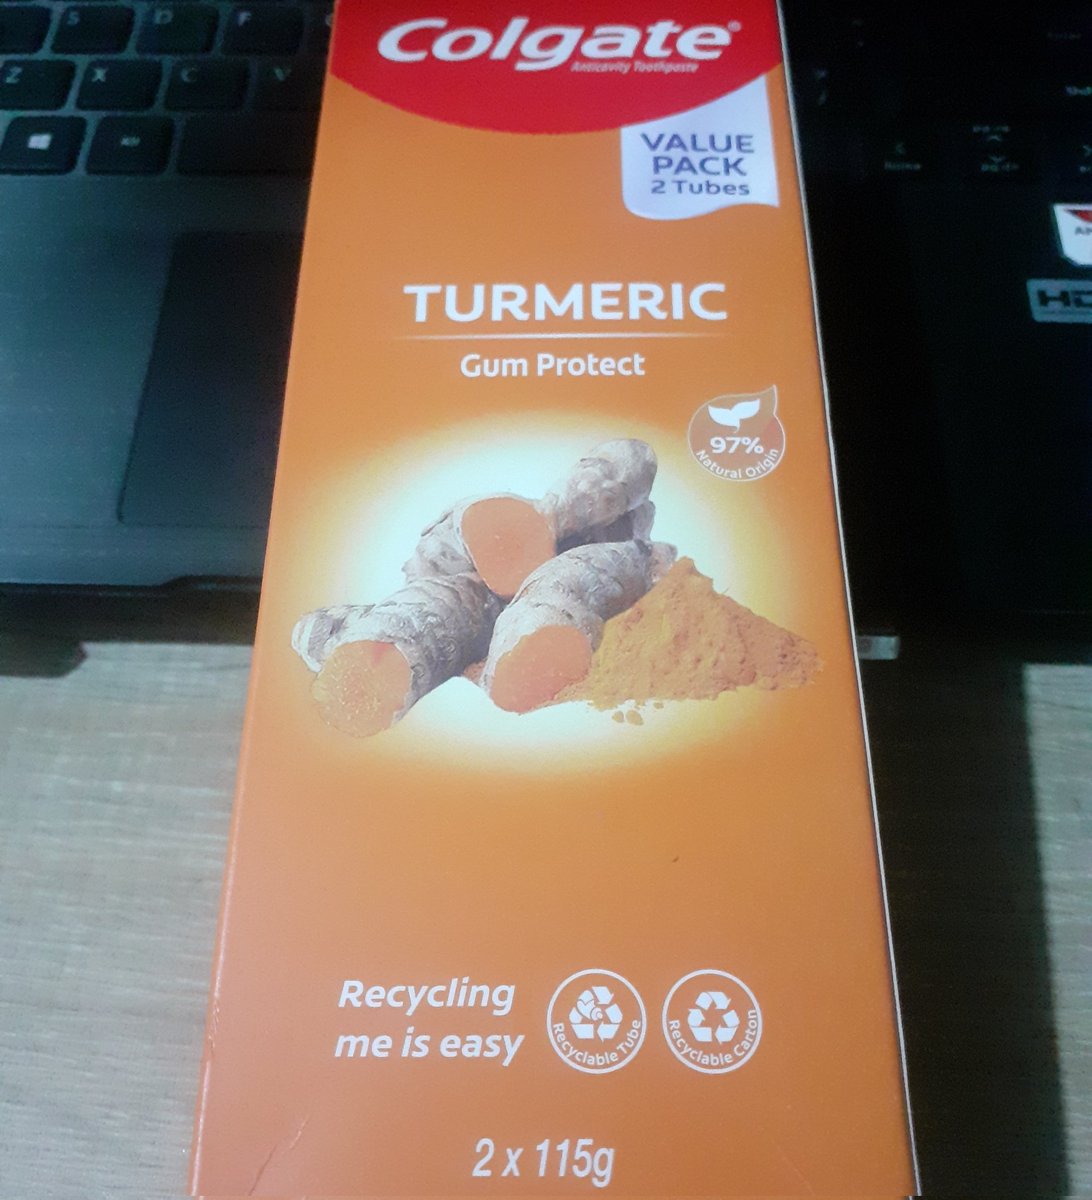 Colgate®
Anticavity Toothpaste
VALUE
PACK
2 Tubes
TURMERIC
Gum Protect
97%
Natural Origin
Recycling
me is easy
Recyclable Tube
Recyclable Carton
2 x 115g
S
D
F
Z
X
C
V
home